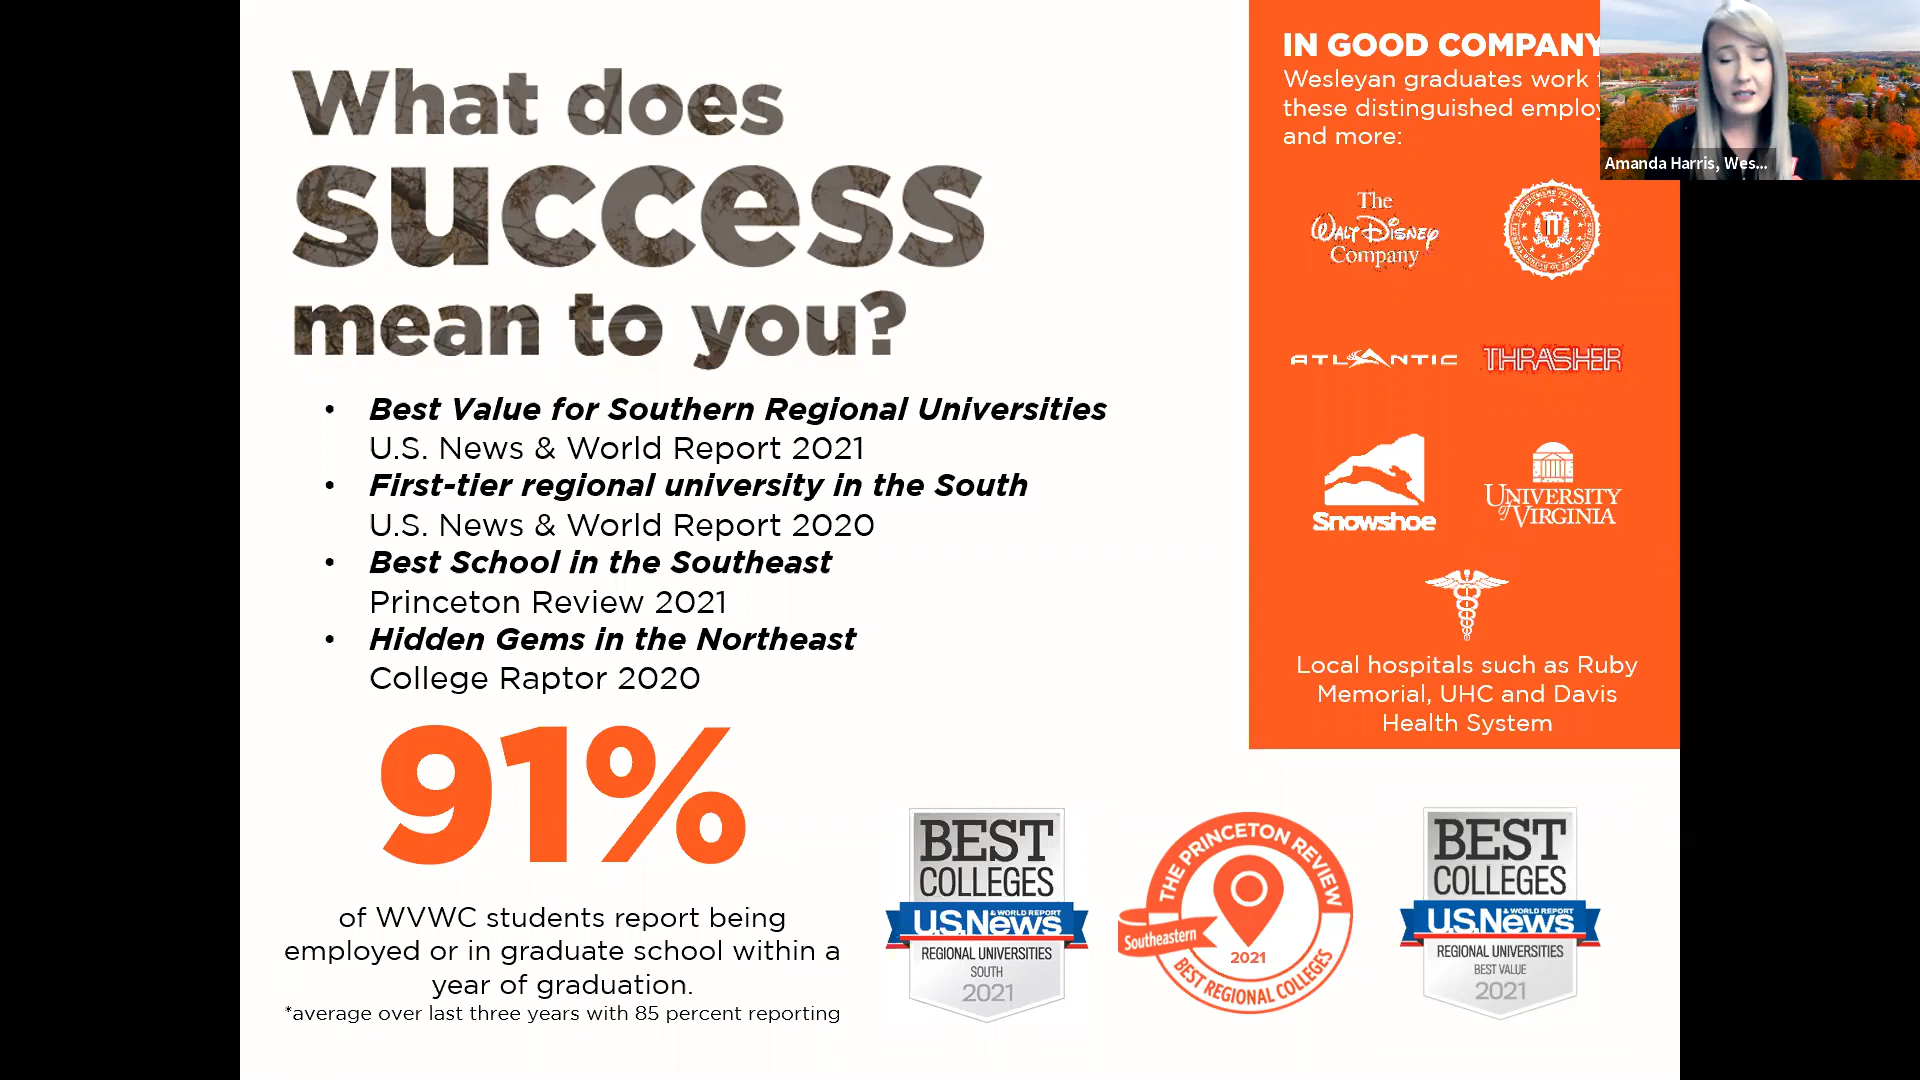 What does
success
mean to you?
• Best Value for Southern Regional Universities
U.S. News & World Report 2021
• First-tier regional university in the South
U.S. News & World Report 2020
• Best School in the Southeast
Princeton Review 2021
• Hidden Gems in the Northeast
College Raptor 2020
91%
of WVWC students report being
employed or in graduate school within a
year of graduation.
*average over last three years with 85 percent reporting
IN GOOD COMPANY
Wesleyan graduates work
these distinguished employ
and more:
The
WALT DISNEY
Company
ATLANTIC
THRASHER
Snowshoe
UNIVERSITY
of VIRGINIA
Local hospitals such as Ruby
Memorial, UHC and Davis
Health System
Amanda Harris, Wes...
BEST
COLLEGES
U.S.News
& WORLD REPORT
REGIONAL UNIVERSITIES
SOUTH
2021
THE PRINCETON REVIEW
Southeastern
2021
BEST REGIONAL COLLEGES
BEST
COLLEGES
U.S.News
& WORLD REPORT
REGIONAL UNIVERSITIES
BEST VALUE
2021